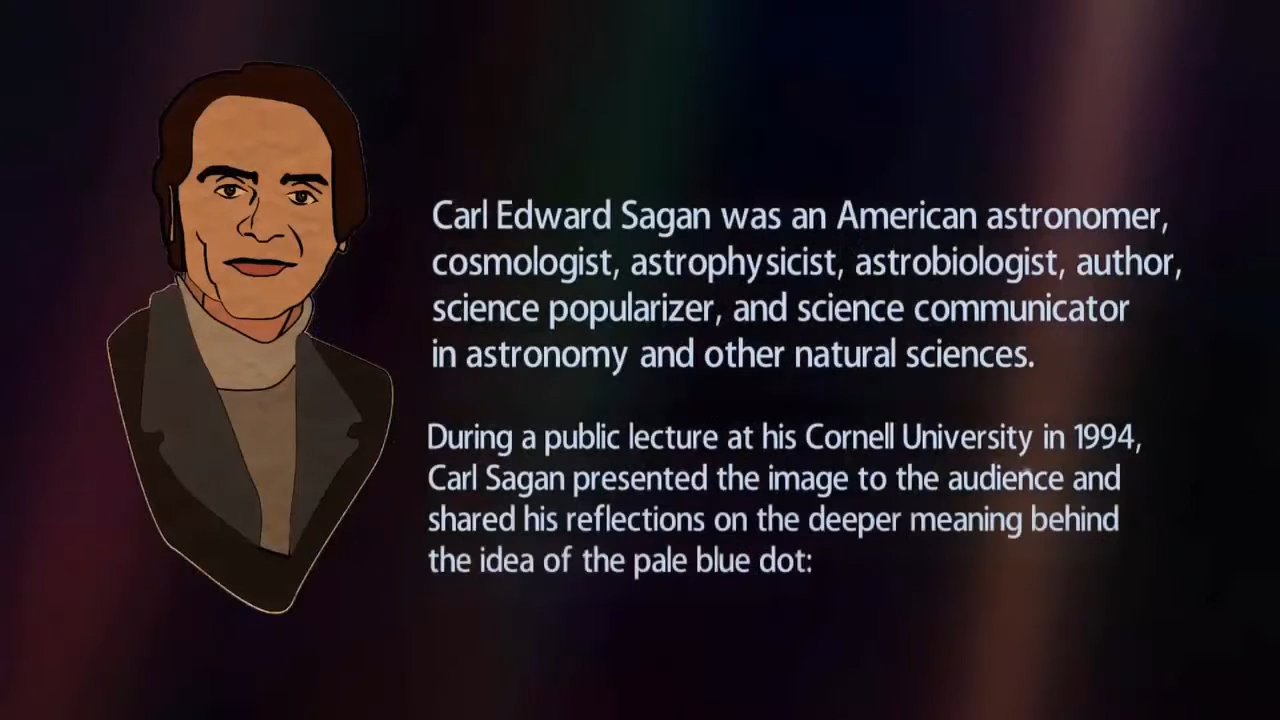 Carl Edward Sagan was an American astronomer,
cosmologist, astrophysicist, astrobiologist, author,
science popularizer, and science communicator
in astronomy and other natural sciences.
During a public lecture at his Cornell University in 1994,
Carl Sagan presented the image to the audience and
shared his reflections on the deeper meaning behind
the idea of the pale blue dot: